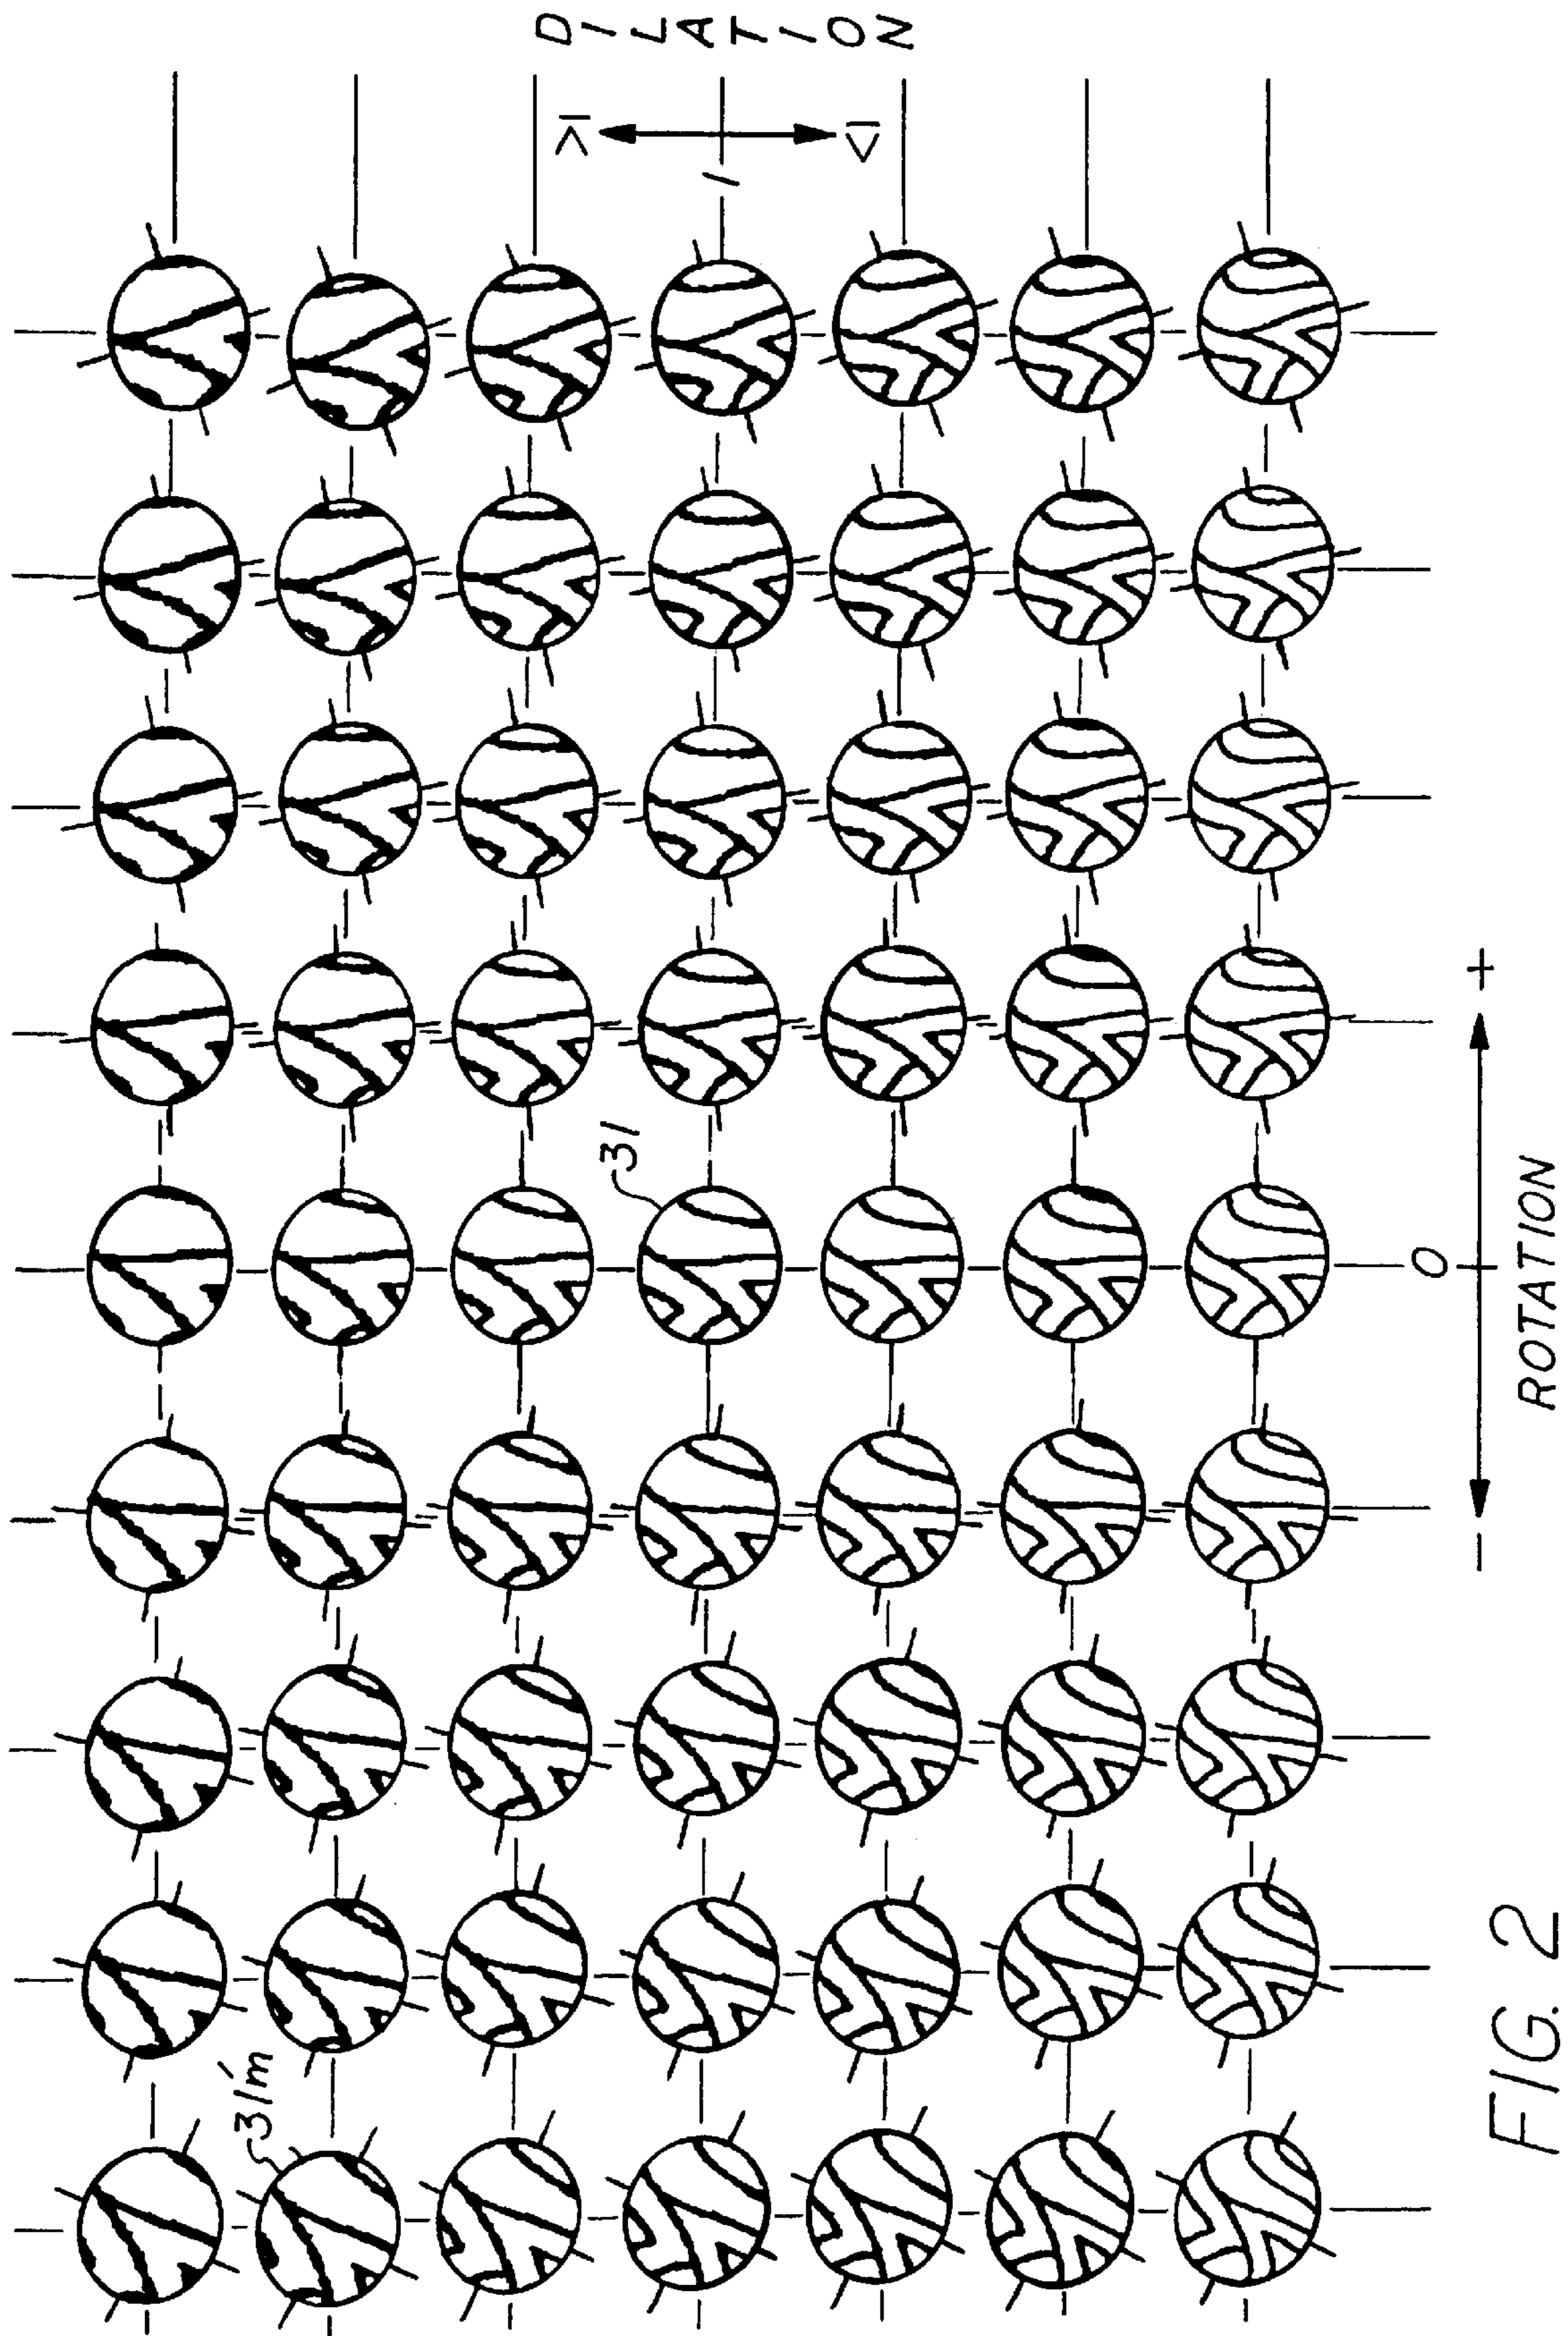 DILATION
>1
1
<1
31
31m'
- 0 +
ROTATION
FIG. 2